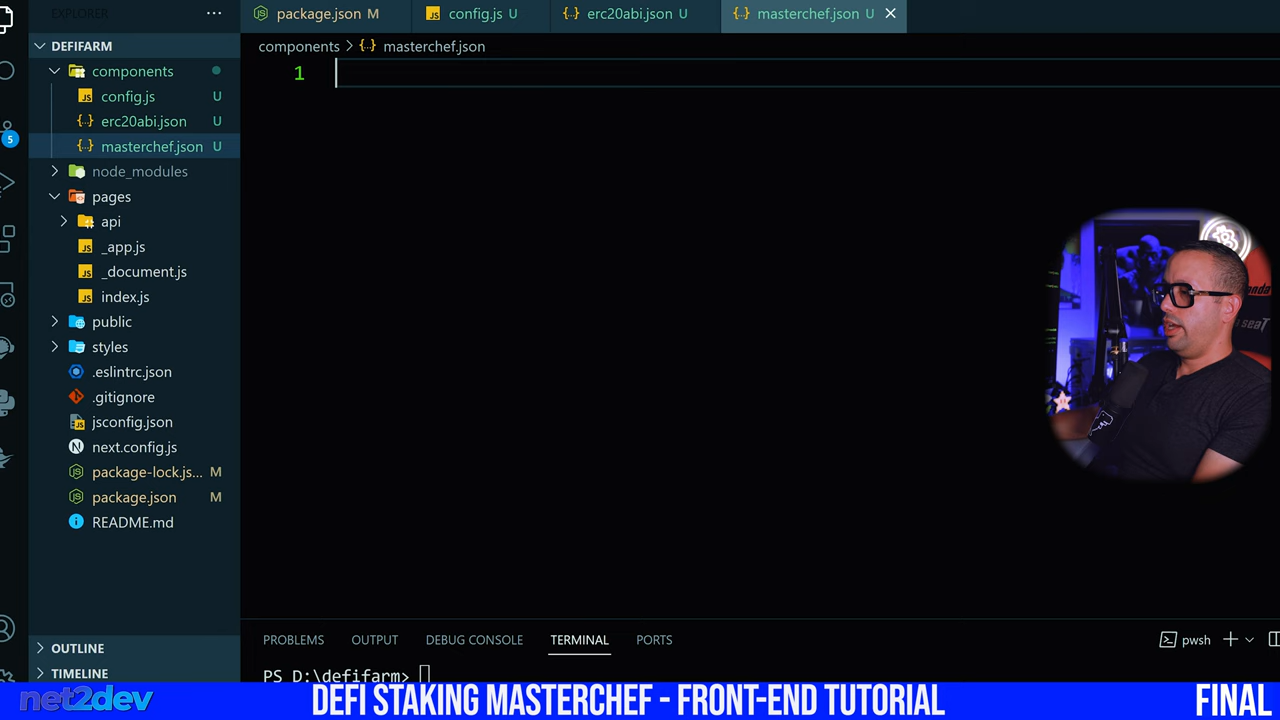 EXPLORER ...
package.json M
config.js U
erc20abi.json U
masterchef.json U
DEFIFARM
components > masterchef.json
1
components
config.js U
erc20abi.json U
masterchef.json U
node_modules
pages
api
_app.js
_document.js
index.js
public
styles
.eslintrc.json
.gitignore
jsconfig.json
next.config.js
package-lock.js... M
package.json M
README.md
5
OUTLINE
TIMELINE
PROBLEMS OUTPUT DEBUG CONSOLE TERMINAL PORTS
pwsh
PS D:\defifarm>
net2dev
DEFI STAKING MASTERCHEF - FRONT-END TUTORIAL
FINAL